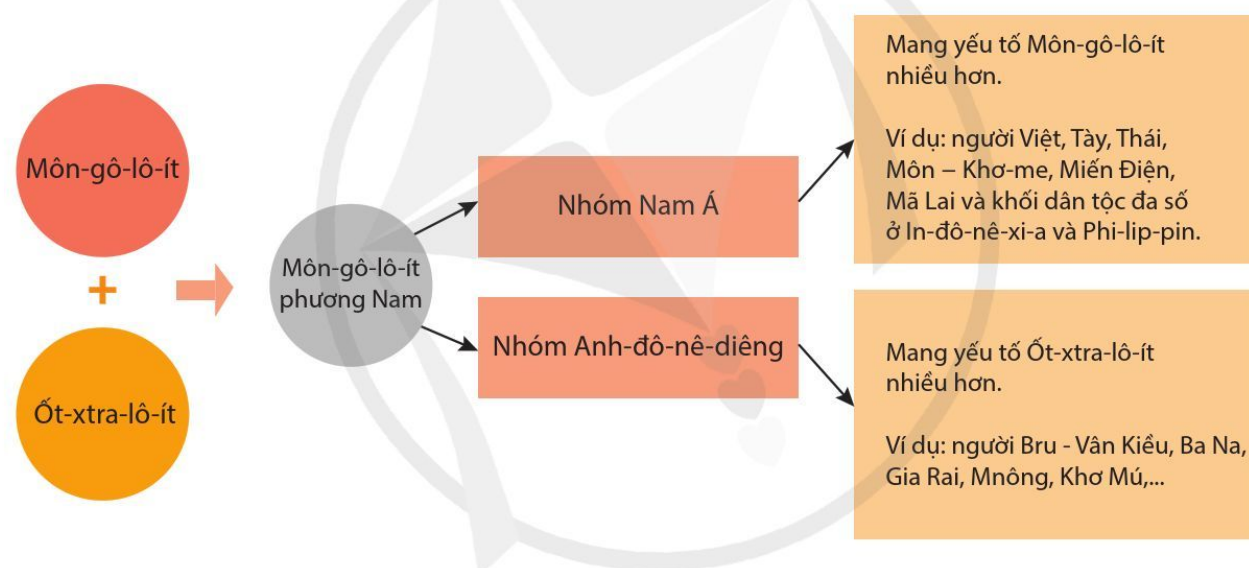 Môn-gô-lô-ít
+
Ốt-xtra-lô-ít
Môn-gô-lô-ít
phương Nam
Nhóm Nam Á
Nhóm Anh-đô-nê-diêng
Mang yếu tố Môn-gô-lô-ít
nhiều hơn.
Ví dụ: người Việt, Tày, Thái,
Môn – Khơ-me, Miến Điện,
Mã Lai và khối dân tộc đa số
ở In-đô-nê-xi-a và Phi-lip-pin.
Mang yếu tố Ốt-xtra-lô-ít
nhiều hơn.
Ví dụ: người Bru - Vân Kiều, Ba Na,
Gia Rai, Mnông, Khơ Mú,...